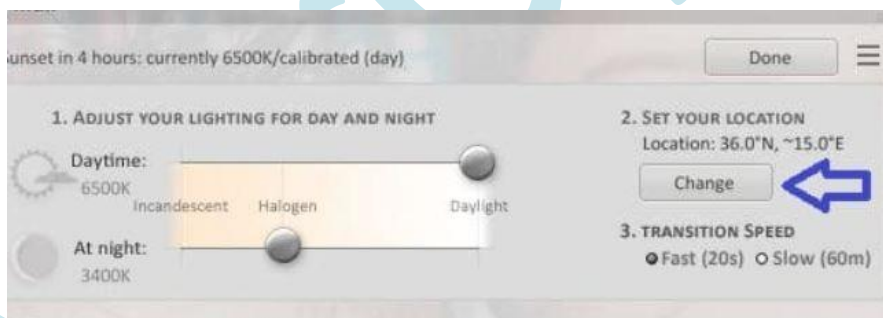 unset in 4 hours: currently 6500K/calibrated (day)
Done
1. ADJUST YOUR LIGHTING FOR DAY AND NIGHT
Daytime:
6500K
Incandescent Halogen Daylight
At night:
3400K
2. SET YOUR LOCATION
Location: 36.0°N, ~15.0°E
Change
3. TRANSITION SPEED
Fast (20s) Slow (60m)